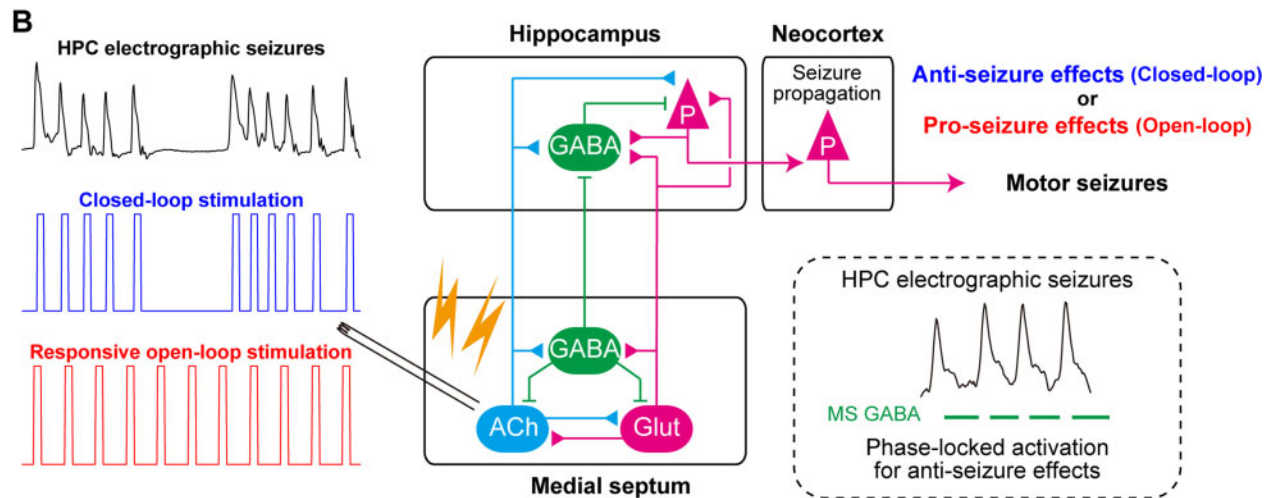 B
HPC electrographic seizures
Closed-loop stimulation
Responsive open-loop stimulation
Hippocampus
P
GABA
GABA
ACh
Glut
Medial septum
Neocortex
Seizure
propagation
P
Anti-seizure effects (Closed-loop)
or
Pro-seizure effects (Open-loop)
Motor seizures
HPC electrographic seizures
MS GABA
Phase-locked activation
for anti-seizure effects